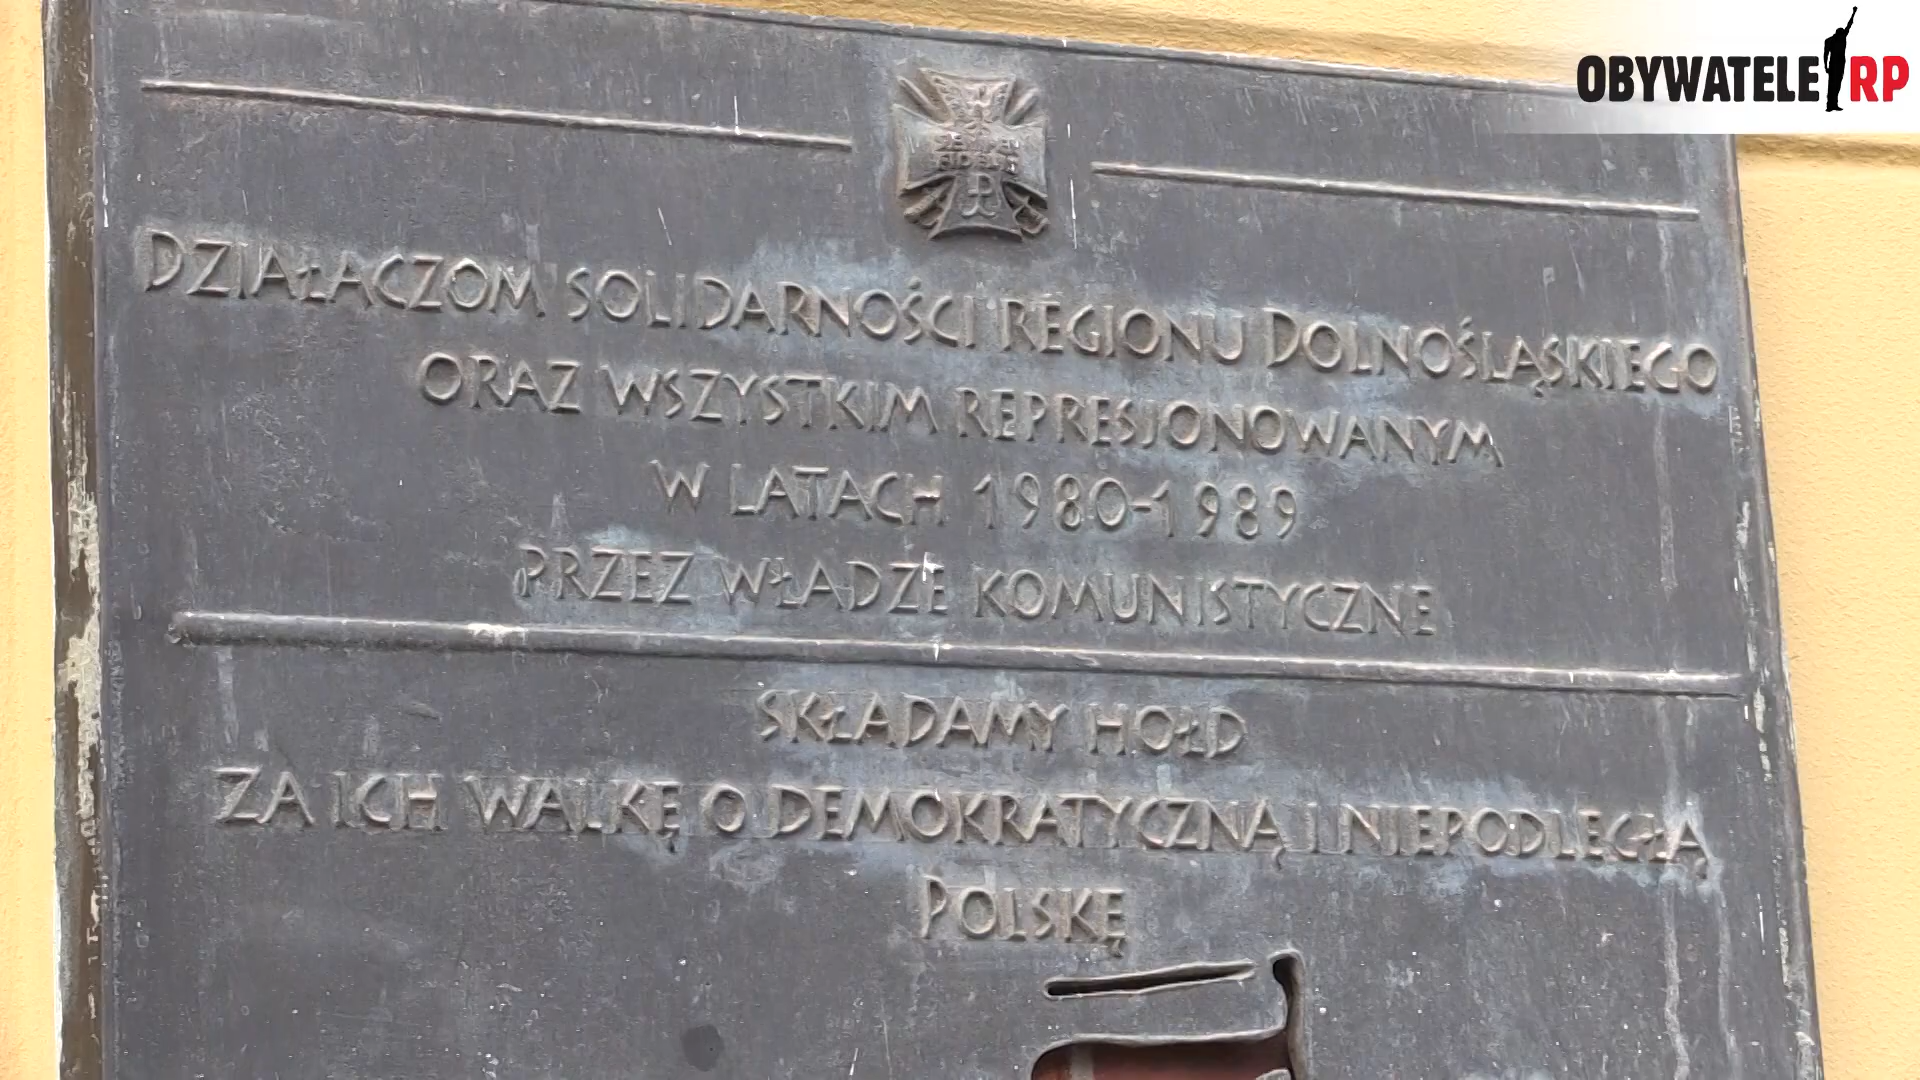 OBYWATELE RP
DZIAŁACZOM SOLIDARNOŚCI REGIONU DOLNOŚLĄSKIEGO
ORAZ WSZYSTKIM REPRESJONOWANYM
W LATACH 1980-1989
PRZEZ WŁADZE KOMUNISTYCZNE
SKŁADAMY HOŁD
ZA ICH WALKĘ O DEMOKRATYCZNĄ I NIEPODLEGŁĄ
POLSKĘ